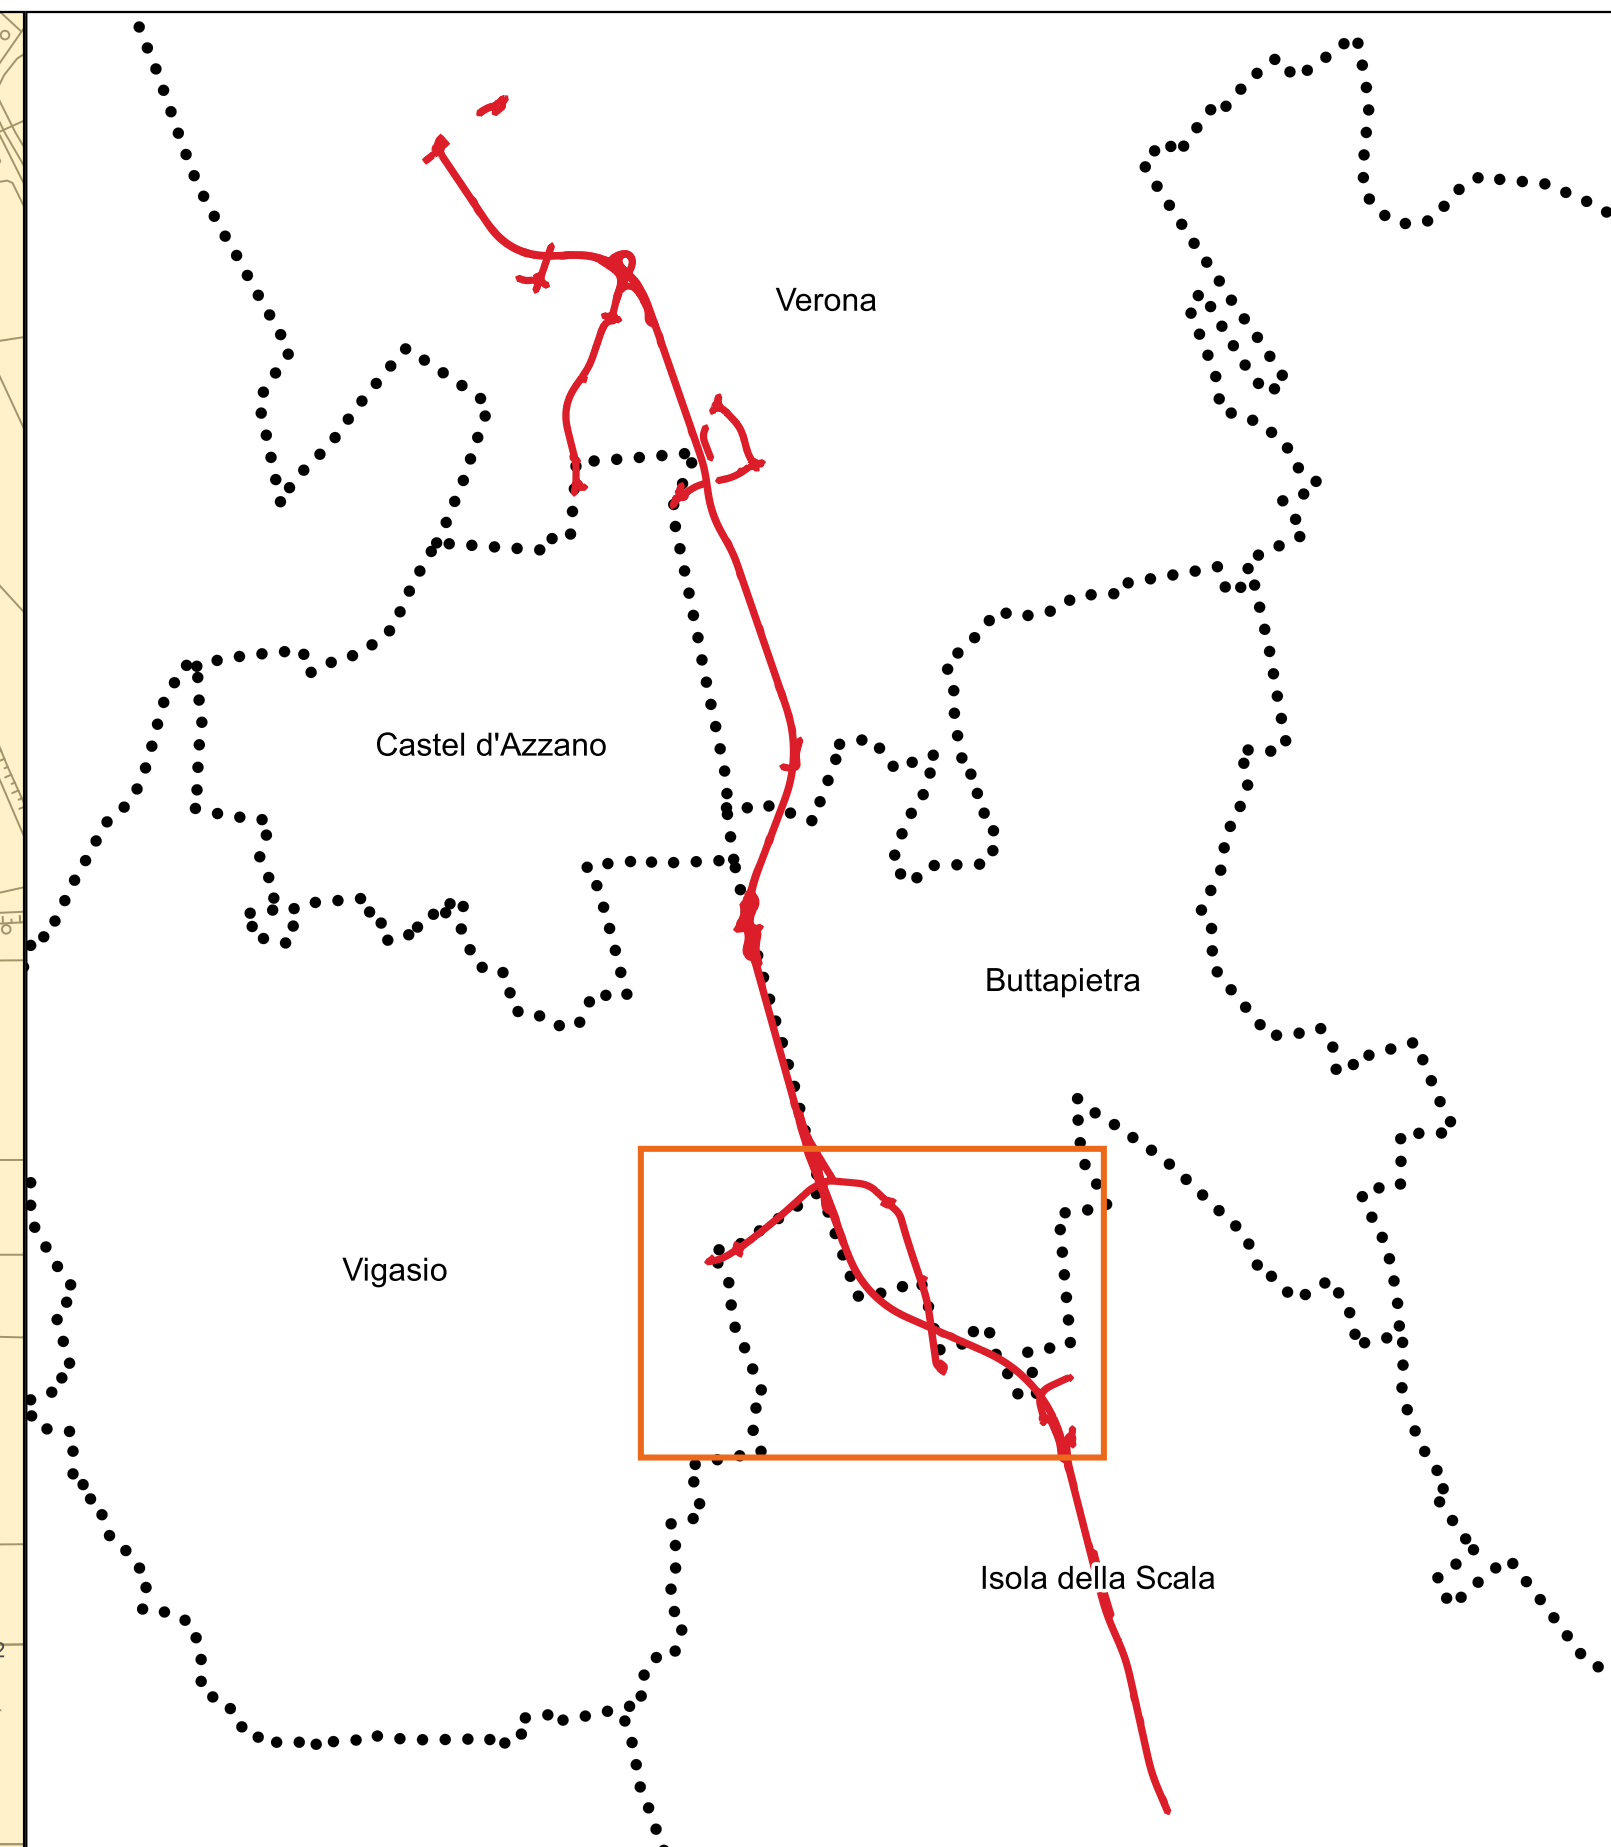 Verona
Castel d'Azzano
Buttapietra
Vigasio
Isola della Scala